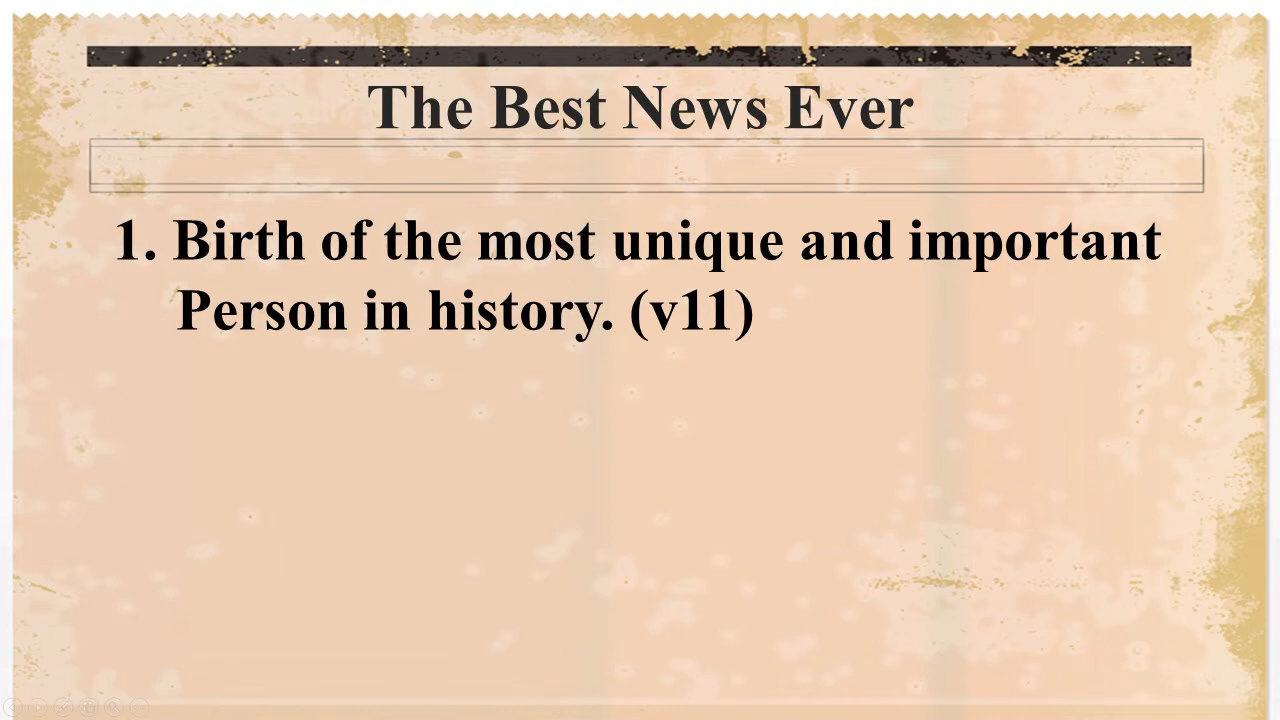 The Best News Ever
1. Birth of the most unique and important
Person in history. (v11)